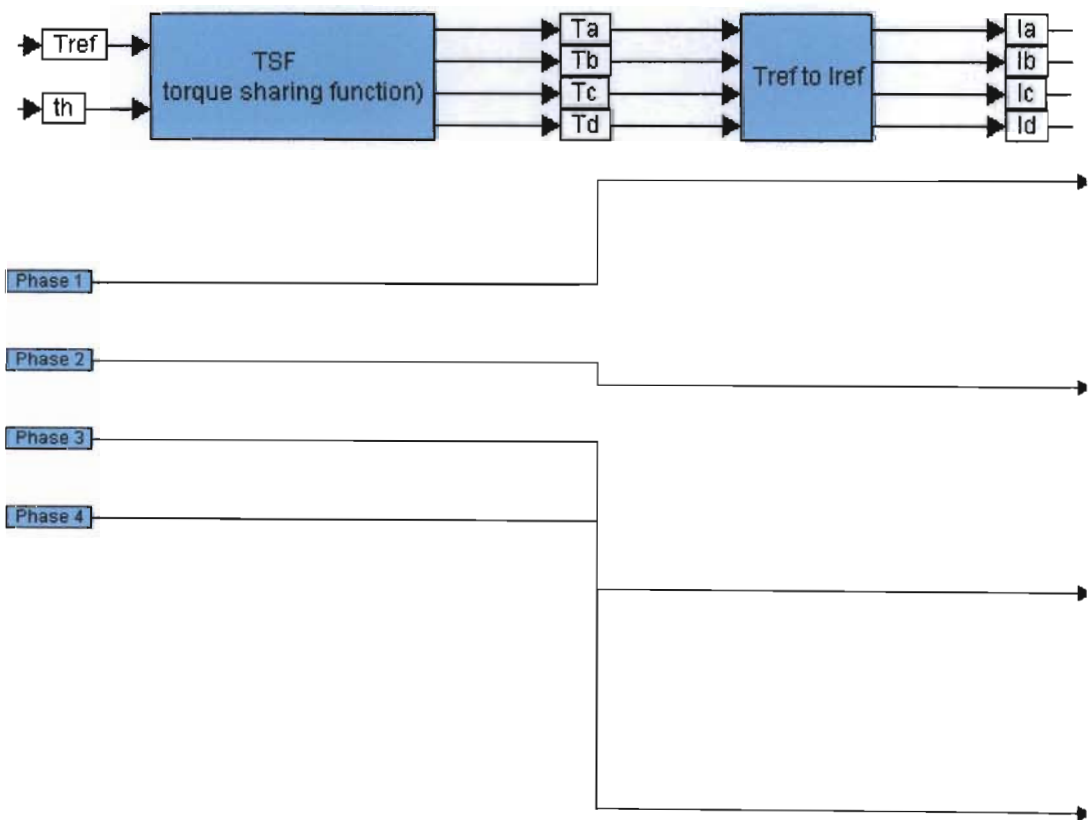 Tref
th
TSF
torque sharing function)
Ta
Tb
Tc
Td
Tref to Iref
Ia
Ib
Ic
Id
Phase 1
Phase 2
Phase 3
Phase 4